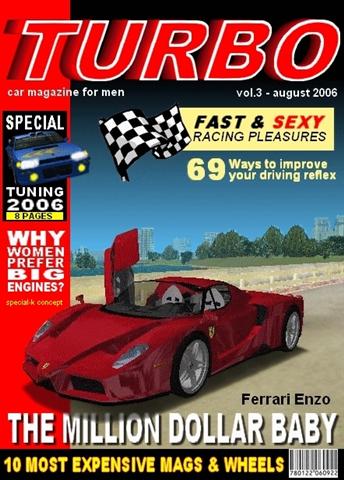 TURBO
car magazine for men
vol.3 - august 2006
SPECIAL
TUNING
2006
8 PAGES
FAST & SEXY
RACING PLEASURES
69 Ways to improve
your driving reflex
WHY
WOMEN
PREFER
BIG
ENGINES?
special-k concept
Ferrari Enzo
THE MILLION DOLLAR BABY
10 MOST EXPENSIVE MAGS & WHEELS
780122060922